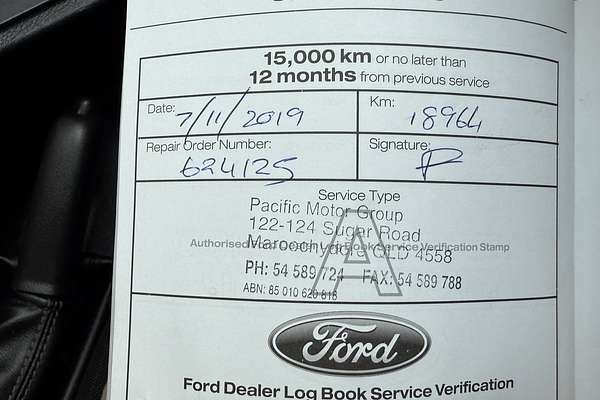 15,000 km or no later than
12 months from previous service
Date: 7/11/2019
Km: 18964
Repair Order Number: 624125
Signature:
Service Type
A
Pacific Motor Group
122-124 Sugar Road
Authorised Ford Dealer Log Book Service Verification Stamp
QLD 4558
PH: 54 589 724 FAX: 54 589 788
ABN: 85 010 620 818
Ford
Ford Dealer Log Book Service Verification